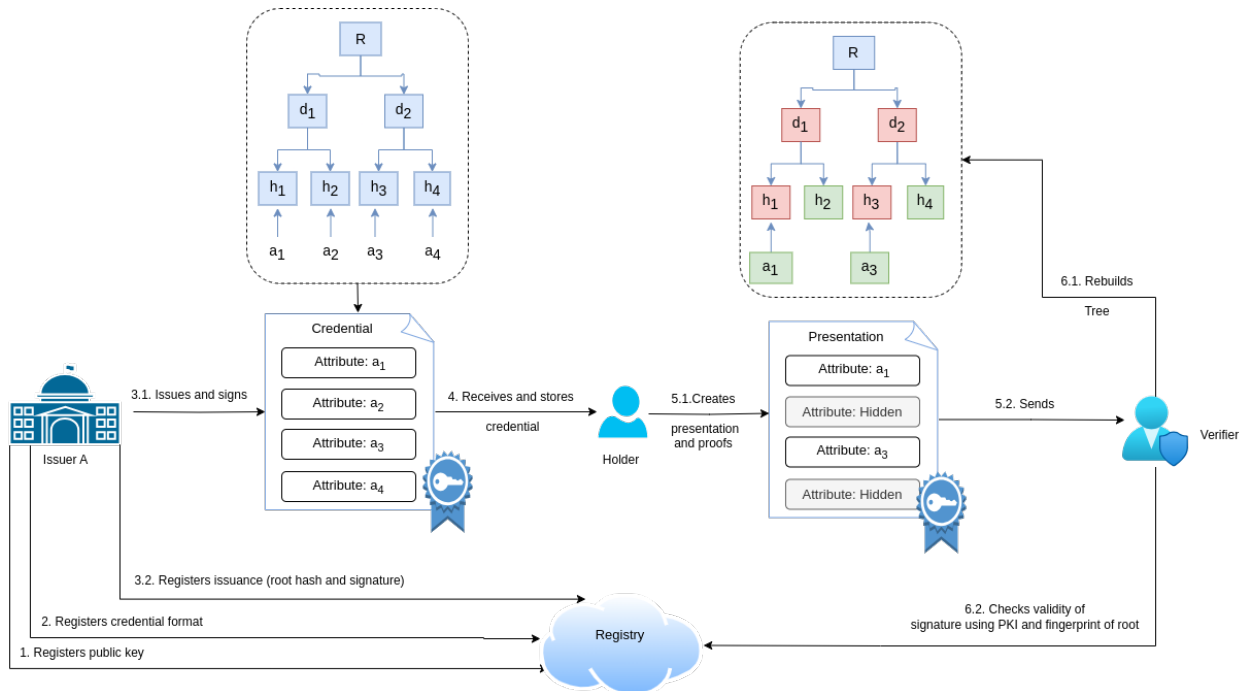 R
d1
d2
h1
h2
h3
h4
a1
a2
a3
a4
R
d1
d2
h1
h2
h3
h4
a1
a3
6.1. Rebuilds
Tree
Credential
Attribute: a1
Attribute: a2
Attribute: a3
Attribute: a4
Presentation
Attribute: a1
Attribute: Hidden
Attribute: a3
Attribute: Hidden
Issuer A
3.1. Issues and signs
4. Receives and stores
credential
Holder
5.1.Creates
presentation
and proofs
5.2. Sends
Verifier
3.2. Registers issuance (root hash and signature)
2. Registers credential format
1. Registers public key
Registry
6.2. Checks validity of
signature using PKI and fingerprint of root